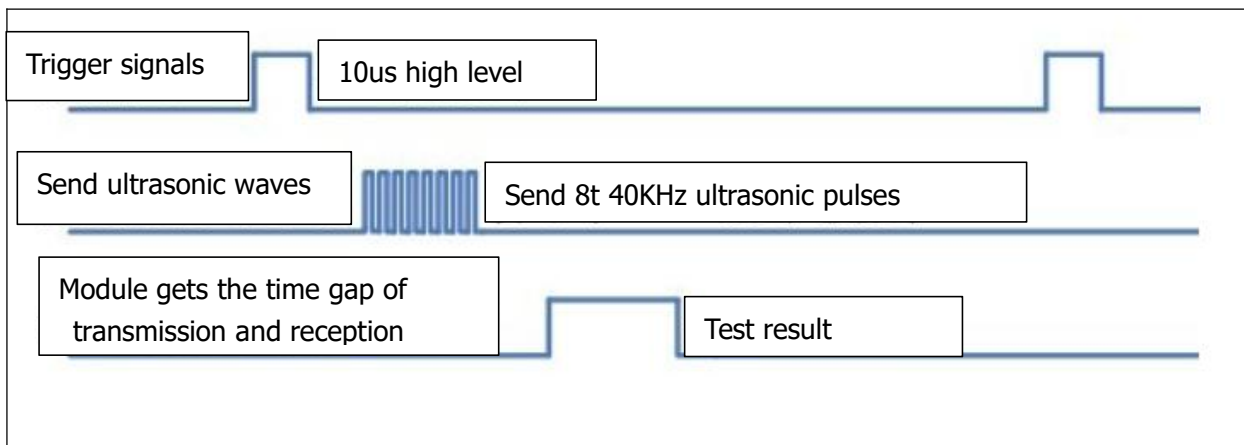 Trigger signals
10us high level
Send ultrasonic waves
Send 8t 40KHz ultrasonic pulses
Module gets the time gap of
transmission and reception
Test result